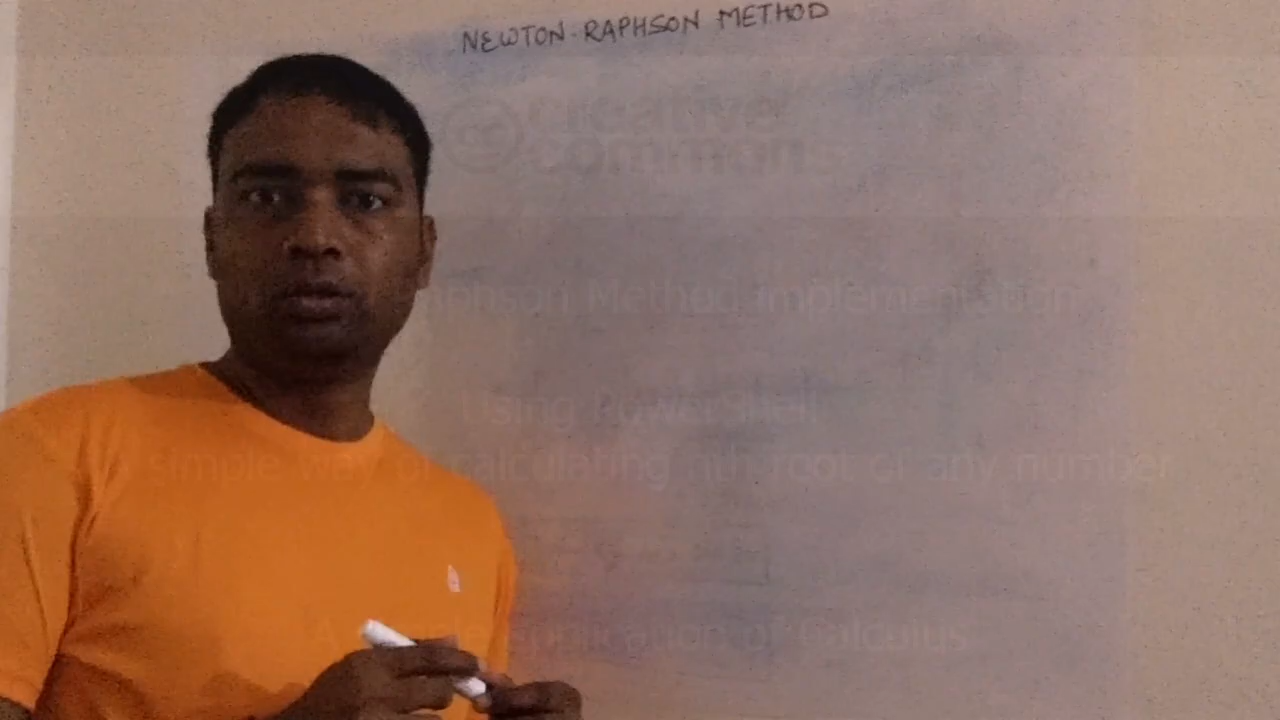 NEWTON-RAPHSON METHOD
cc creative
commons
Raphson Method implementation
Using PowerShell
simple way of calculating nth root of any number
A simple application of Calculus